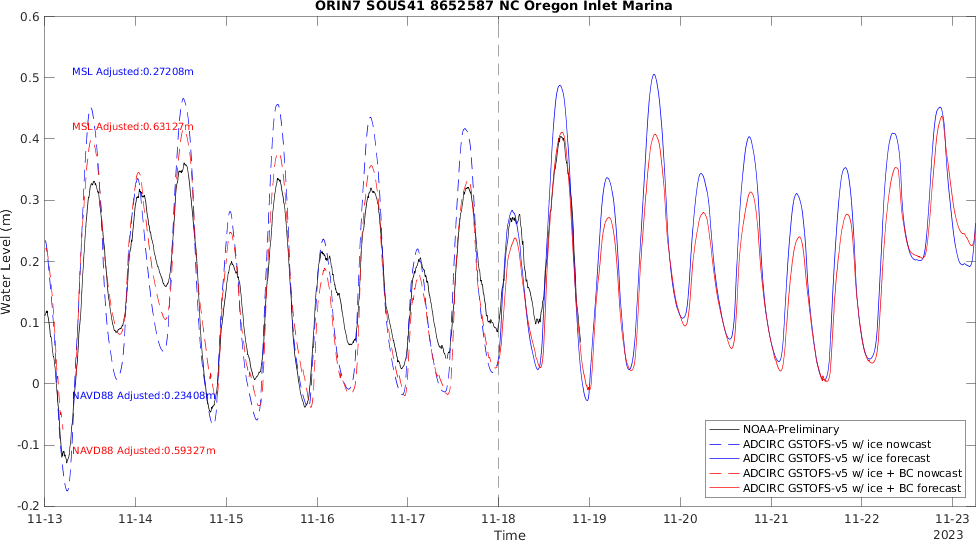 ORIN7 SOUS41 8652587 NC Oregon Inlet Marina
0.6
0.5
0.4
0.3
0.2
0.1
0
-0.1
-0.2
Water Level (m)
MSL Adjusted:0.27208m
MSL Adjusted:0.63127m
NAVD88 Adjusted:0.23408m
NAVD88 Adjusted:0.59327m
NOAA-Preliminary
ADCIRC GSTOFS-v5 w/ ice nowcast
ADCIRC GSTOFS-v5 w/ ice forecast
ADCIRC GSTOFS-v5 w/ ice + BC nowcast
ADCIRC GSTOFS-v5 w/ ice + BC forecast
11-13 11-14 11-15 11-16 11-17 11-18 11-19 11-20 11-21 11-22 11-23
Time 2023